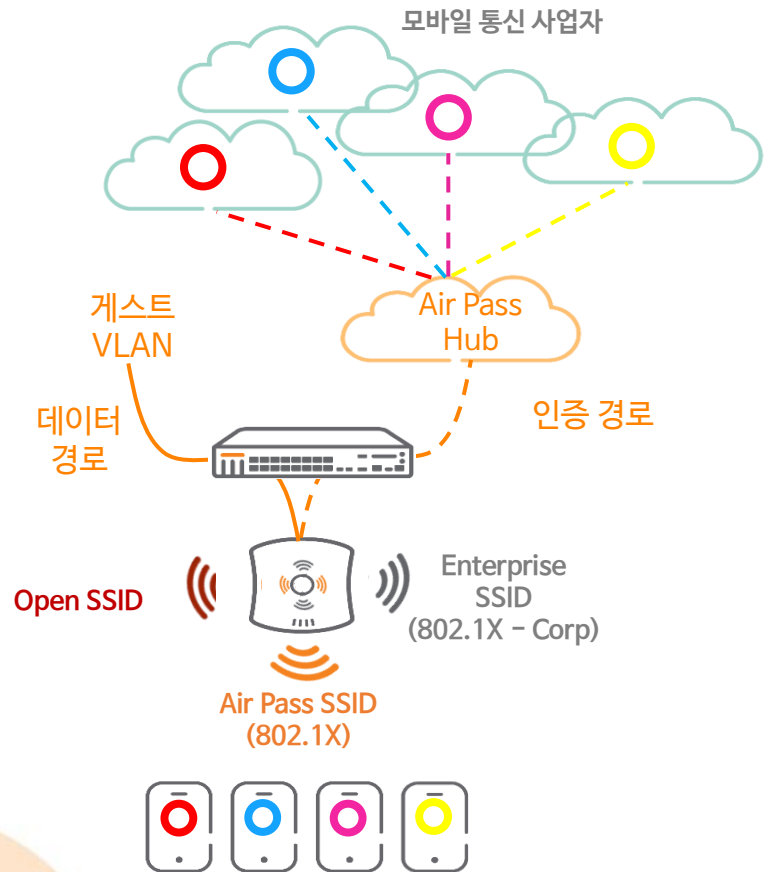 모바일 통신 사업자
Air Pass
Hub
게스트
VLAN
데이터
경로
인증 경로
Open SSID
Enterprise
SSID
(802.1X – Corp)
Air Pass SSID
(802.1X)